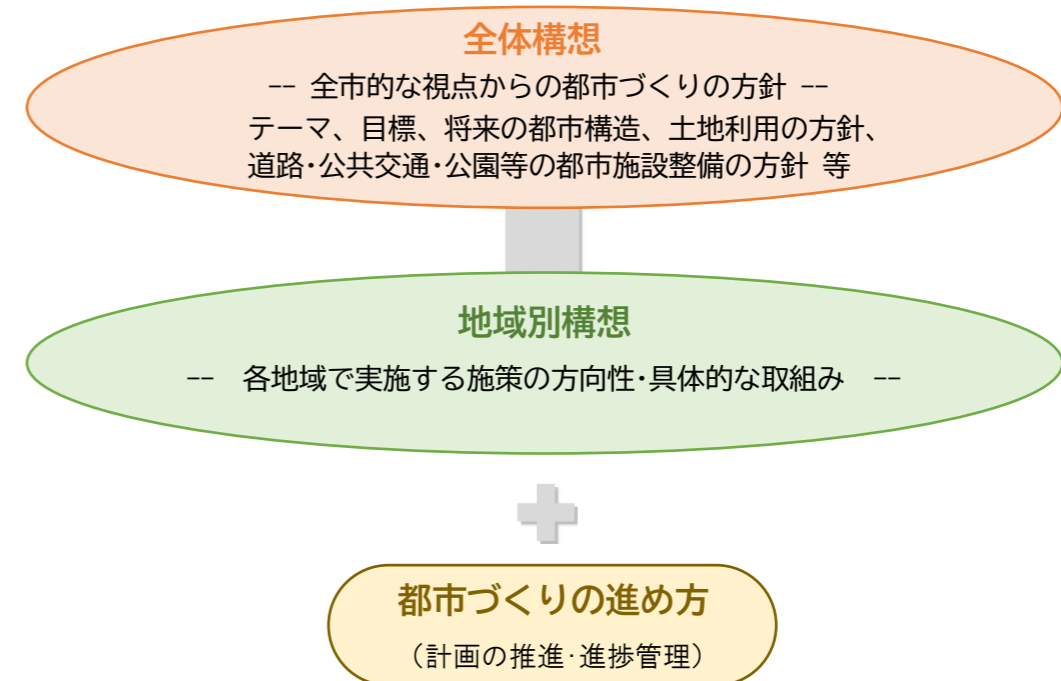 全体構想
-- 全市的な視点からの都市づくりの方針 --
テーマ、目標、将来の都市構造、土地利用の方針、
道路・公共交通・公園等の都市施設整備の方針 等
地域別構想
-- 各地域で実施する施策の方向性・具体的な取組み --
都市づくりの進め方
（計画の推進・進捗管理）